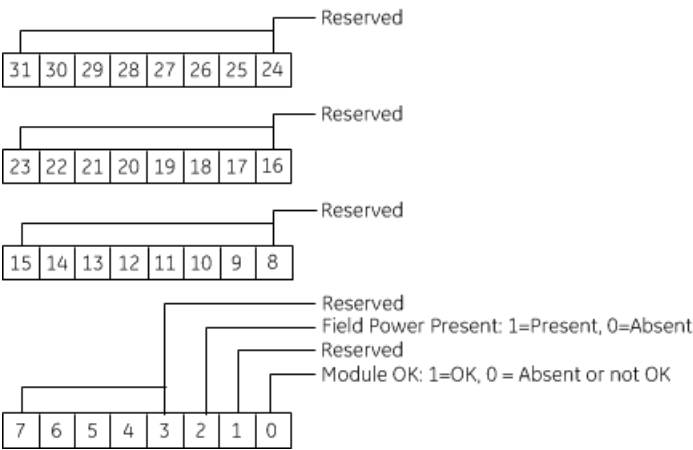 Reserved
31 30 29 28 27 26 25 24
Reserved
23 22 21 20 19 18 17 16
Reserved
15 14 13 12 11 10 9 8
Reserved
Field Power Present: 1=Present, 0=Absent
Reserved
Module OK: 1=OK, 0 = Absent or not OK
7 6 5 4 3 2 1 0